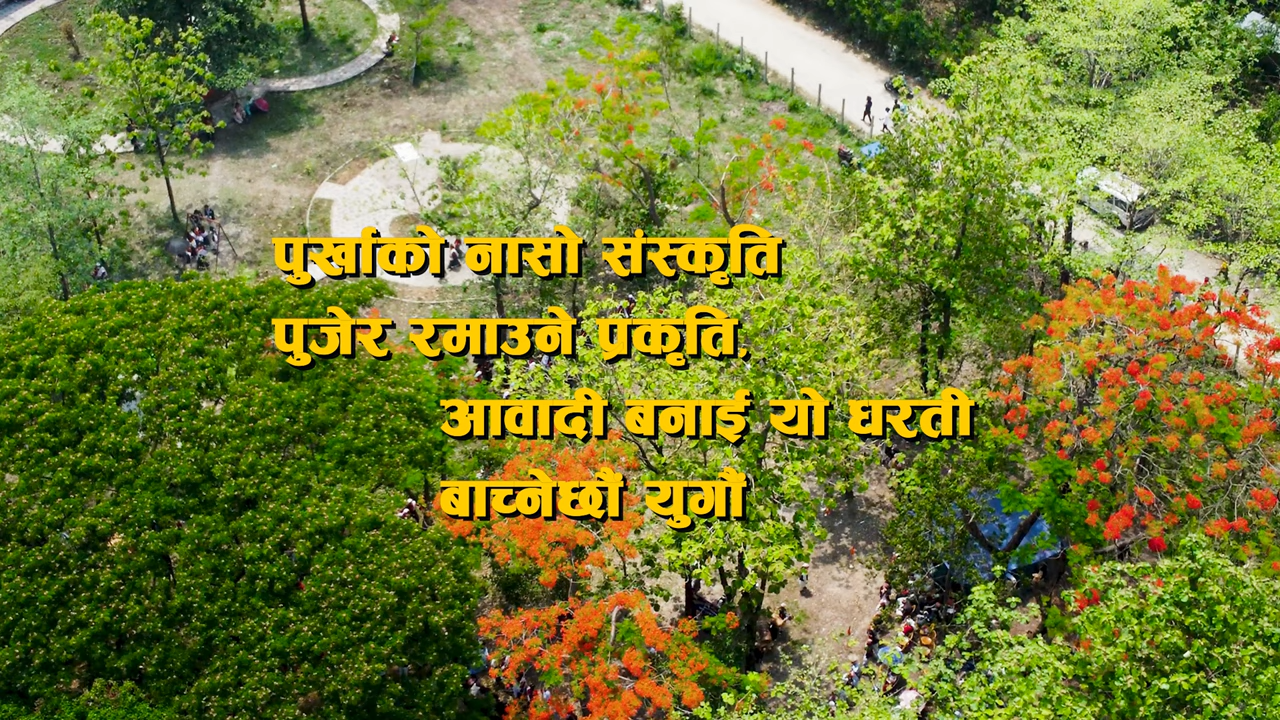 पुर्खाको नासो संस्कृति
पुजेर रमाउने प्रकृति,
आवादी बनाई यो धरती
बाच्नेछौं युगौं